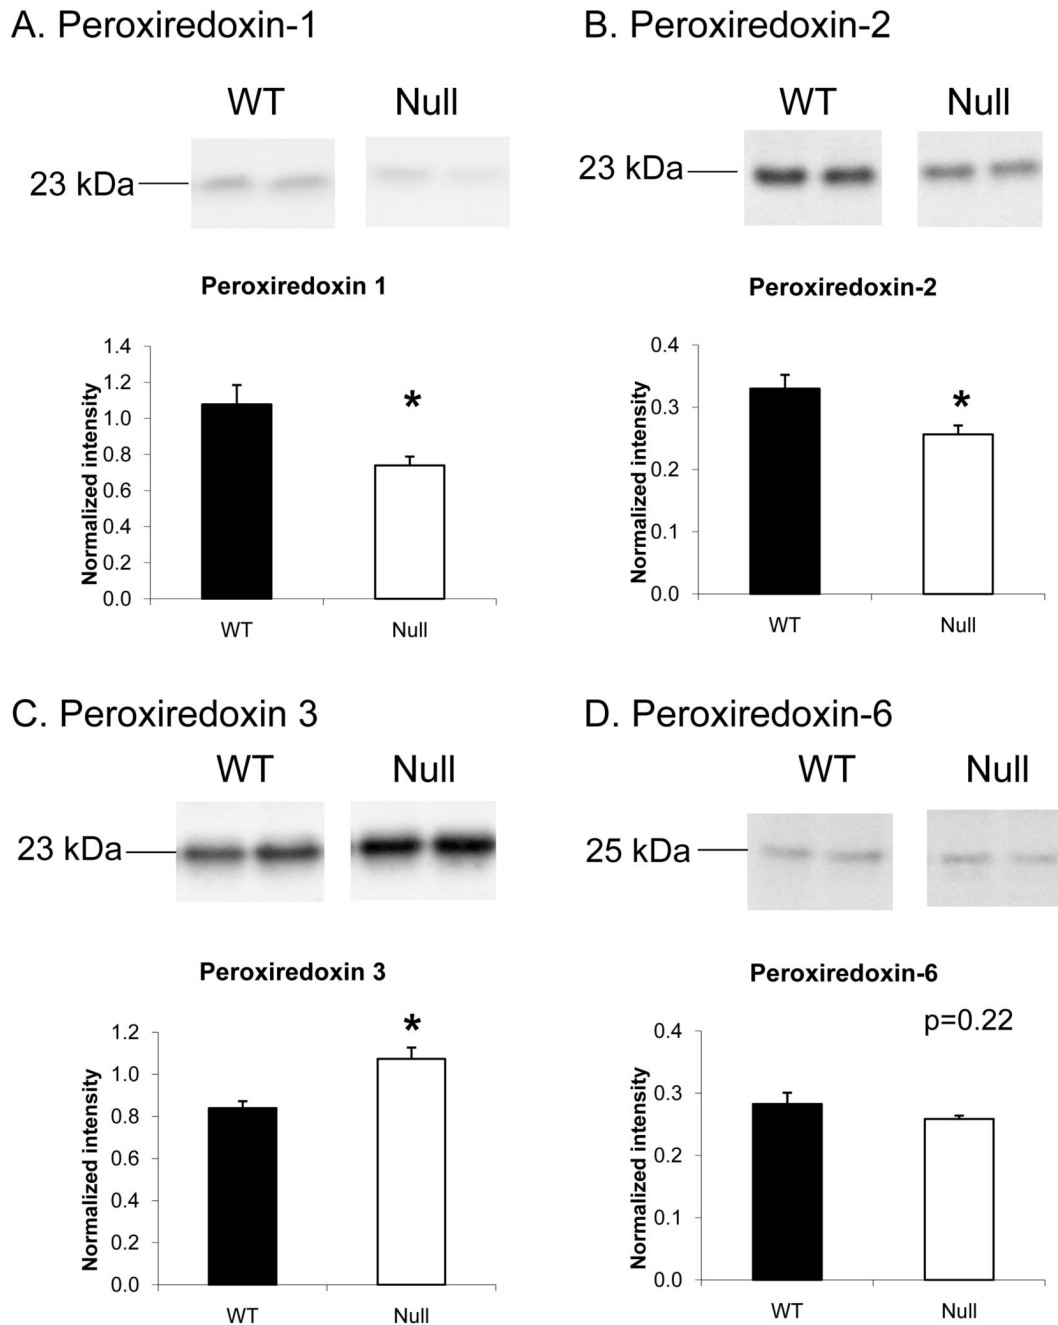 A. Peroxiredoxin-1
WT Null
23 kDa
Peroxiredoxin 1
Normalized intensity
1.4
1.2
1.0
0.8
0.6
0.4
0.2
0.0
*
WT Null
B. Peroxiredoxin-2
WT Null
23 kDa
Peroxiredoxin-2
Normalized intensity
0.4
0.3
0.2
0.1
0.0
*
WT Null
C. Peroxiredoxin 3
WT Null
23 kDa
Peroxiredoxin 3
Normalized intensity
1.2
1.0
0.8
0.6
0.4
0.2
0.0
*
WT Null
D. Peroxiredoxin-6
WT Null
25 kDa
Peroxiredoxin-6
p=0.22
Normalized intensity
0.4
0.3
0.2
0.1
0.0
WT Null